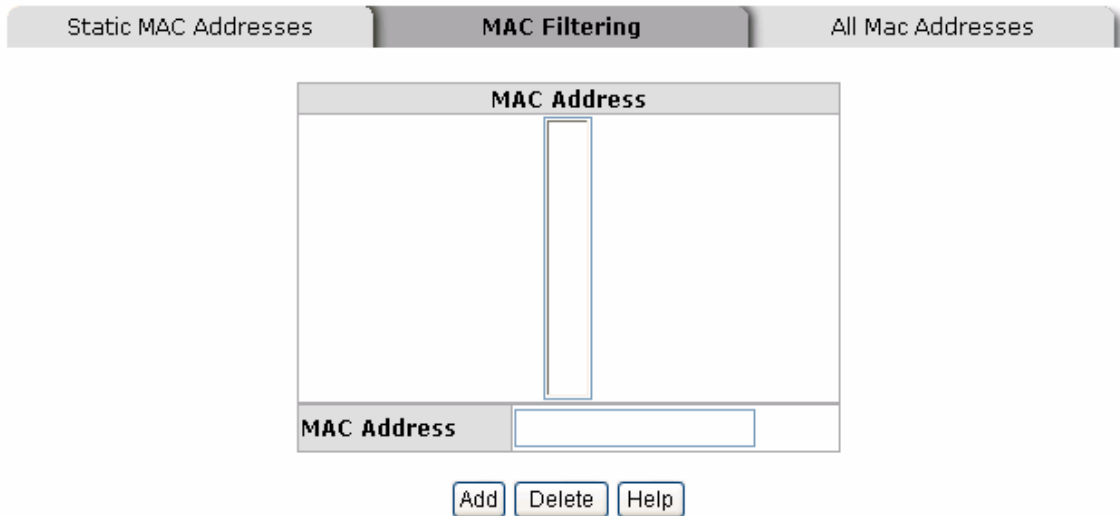 Static MAC Addresses
MAC Filtering
All Mac Addresses
MAC Address
MAC Address
Add
Delete
Help